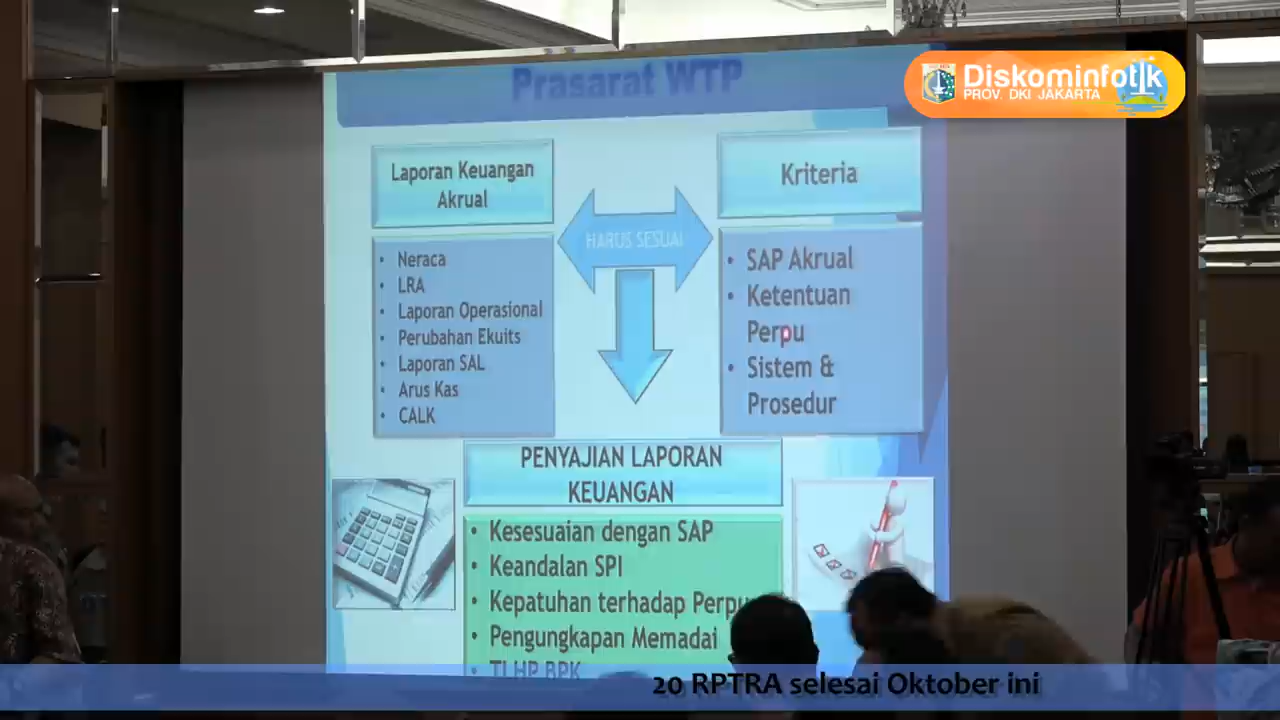 Prasarat WTP
Diskominfotik
PROV. DKI JAKARTA
Laporan Keuangan
Akrual
Kriteria
HARUS SESUAI
• Neraca
• LRA
• Laporan Operasional
• Perubahan Ekuits
• Laporan SAL
• Arus Kas
• CALK
• SAP Akrual
• Ketentuan
Perpu
• Sistem &
Prosedur
PENYAJIAN LAPORAN
KEUANGAN
• Kesesuaian dengan SAP
• Keandalan SPI
• Kepatuhan terhadap Perpu
• Pengungkapan Memadai
• TLHP BPK
20 RPTRA selesai Oktober ini